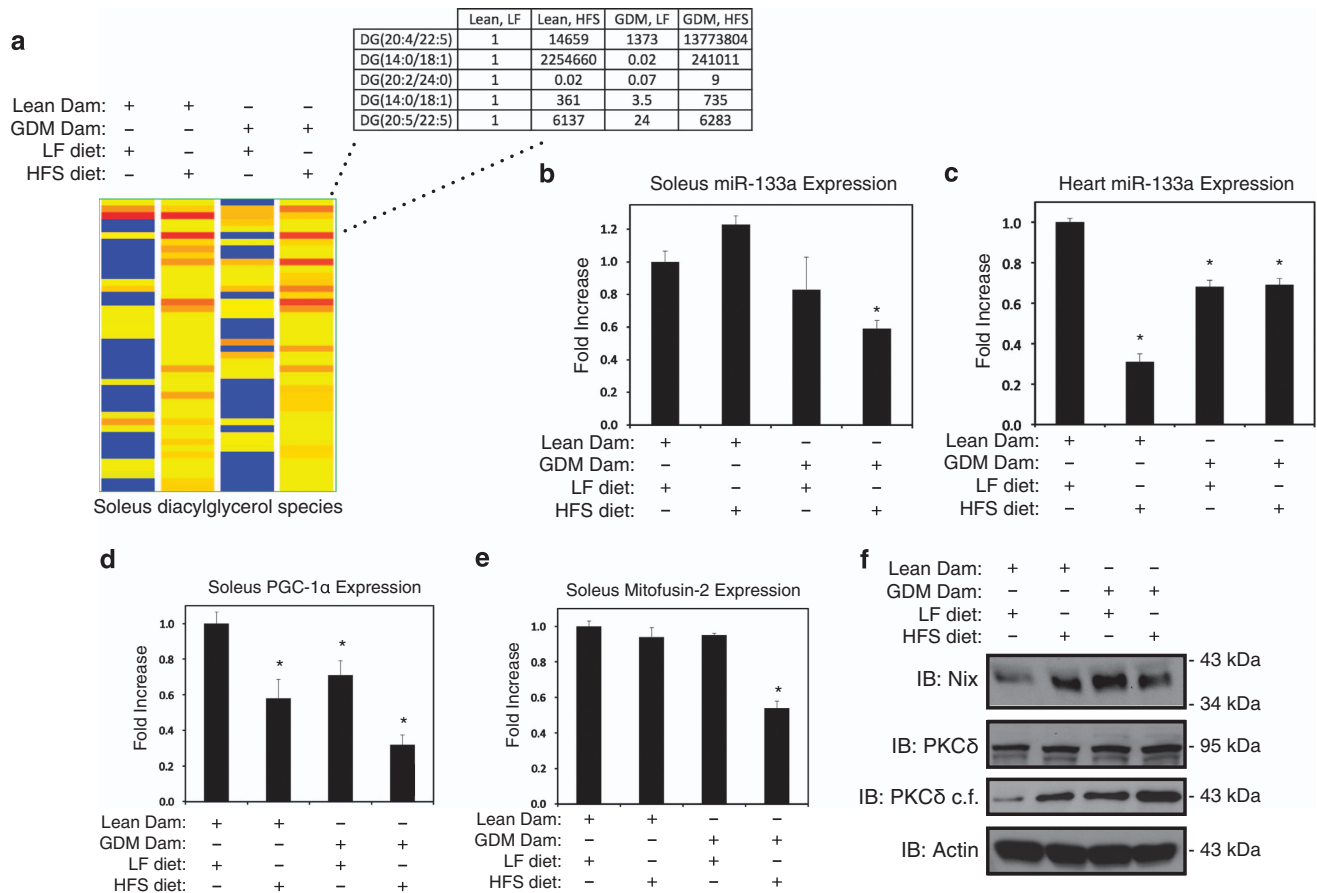 a
Lean, LF Lean, HFS GDM, LF GDM, HFS
DG(20:4/22:5) 1 14659 1373 13773804
DG(14:0/18:1) 1 2254660 0.02 241011
DG(20:2/24:0) 1 0.02 0.07 9
DG(14:0/18:1) 1 361 3.5 735
DG(20:5/22:5) 1 6137 24 6283
Lean Dam: + + – –
GDM Dam: – – + +
LF diet: + – + –
HFS diet: – + – +
Soleus diacylglycerol species
b
Soleus miR-133a Expression
Fold Increase
1.2
1.0
0.8
0.6
0.4
0.2
0.0
*
Lean Dam: + + – –
GDM Dam: – – + +
LF diet: + – + –
HFS diet: – + – +
c
Heart miR-133a Expression
Fold Increase
1.0
0.8
0.6
0.4
0.2
0.0
* * *
Lean Dam: + + – –
GDM Dam: – – + +
LF diet: + – + –
HFS diet: – + – +
d
Soleus PGC-1α Expression
Fold Increase
1.0
0.8
0.6
0.4
0.2
0.0
* * *
Lean Dam: + + – –
GDM Dam: – – + +
LF diet: + – + –
HFS diet: – + – +
e
Soleus Mitofusin-2 Expression
Fold Increase
1.0
0.8
0.6
0.4
0.2
0.0
*
Lean Dam: + + – –
GDM Dam: – – + +
LF diet: + – + –
HFS diet: – + – +
f
Lean Dam: + + – –
GDM Dam: – – + +
LF diet: + – + –
HFS diet: – + – +
IB: Nix
- 43 kDa
- 34 kDa
IB: PKCδ - 95 kDa
IB: PKCδ c.f. - 43 kDa
IB: Actin - 43 kDa